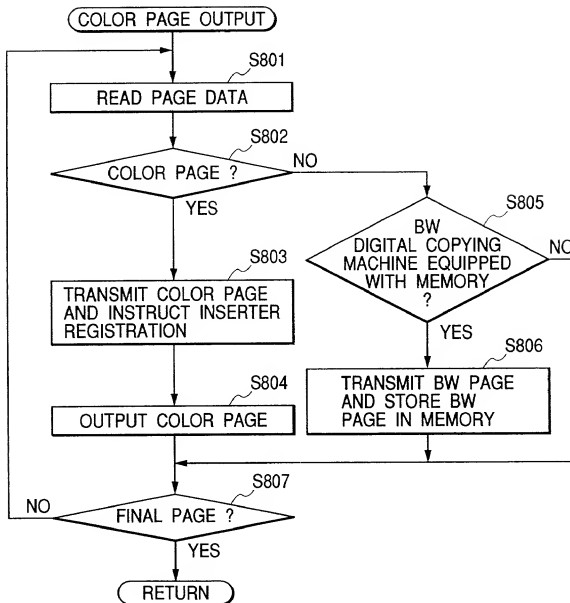 COLOR PAGE OUTPUT
S801
READ PAGE DATA
S802
COLOR PAGE ?
NO
YES
S805
BW
DIGITAL COPYING
MACHINE EQUIPPED
WITH MEMORY
?
NO
YES
S803
TRANSMIT COLOR PAGE
AND INSTRUCT INSERTER
REGISTRATION
S806
TRANSMIT BW PAGE
AND STORE BW
PAGE IN MEMORY
S804
OUTPUT COLOR PAGE
S807
NO
FINAL PAGE ?
YES
RETURN